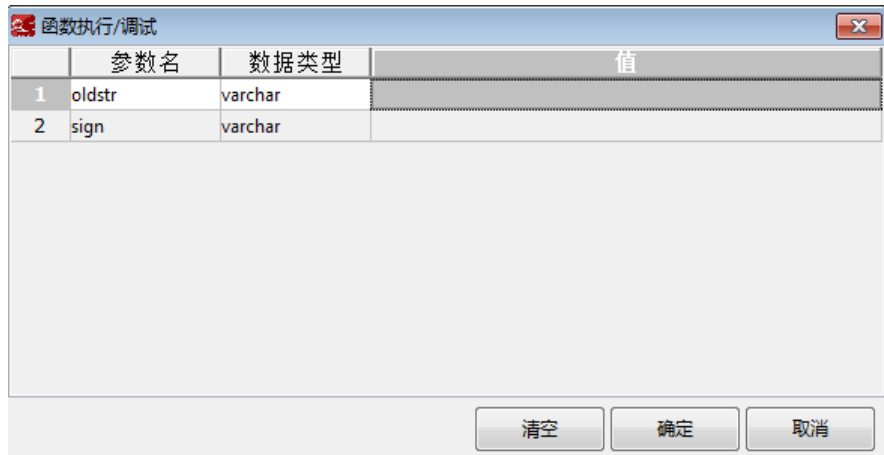 函数执行/调试
参数名 数据类型 值
1 oldstr varchar
2 sign varchar
清空 确定 取消